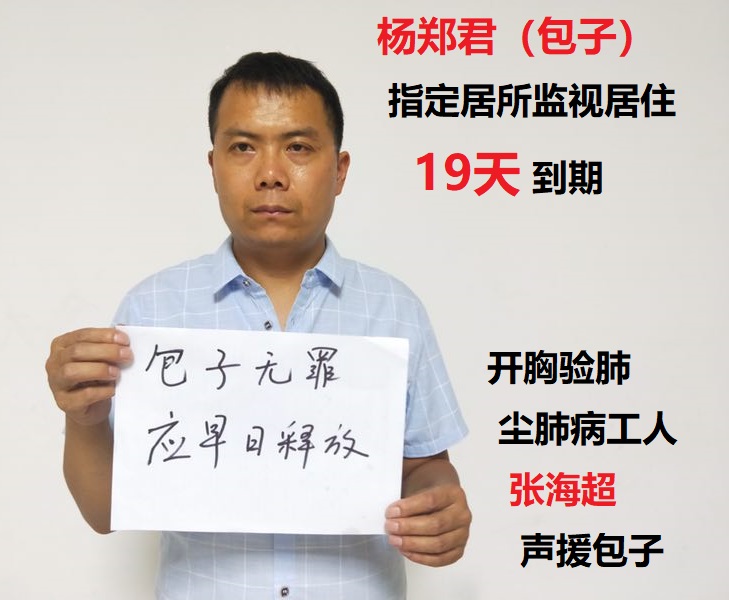 杨郑君（包子）
指定居所监视居住
19天 到期
包子无罪
应早日释放
开胸验肺
尘肺病工人
张海超
声援包子